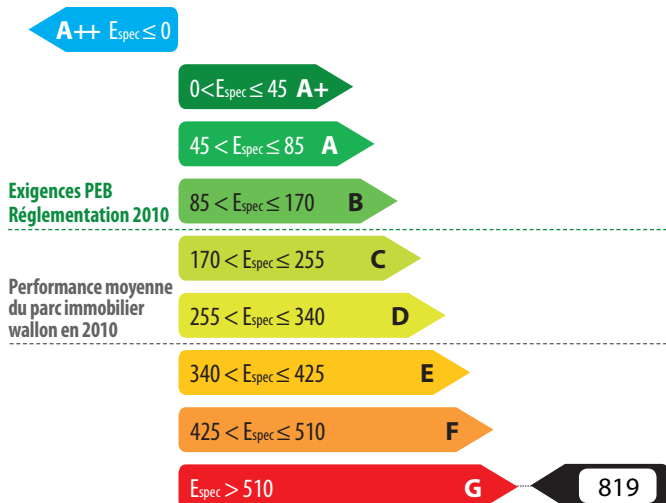 A++ Espec ≤ 0
0 < Espec ≤ 45 A+
45 < Espec ≤ 85 A
Exigences PEB
Réglementation 2010
85 < Espec ≤ 170 B
170 < Espec ≤ 255 C
Performance moyenne
du parc immobilier
wallon en 2010
255 < Espec ≤ 340 D
340 < Espec ≤ 425 E
425 < Espec ≤ 510 F
Espec > 510 G 819